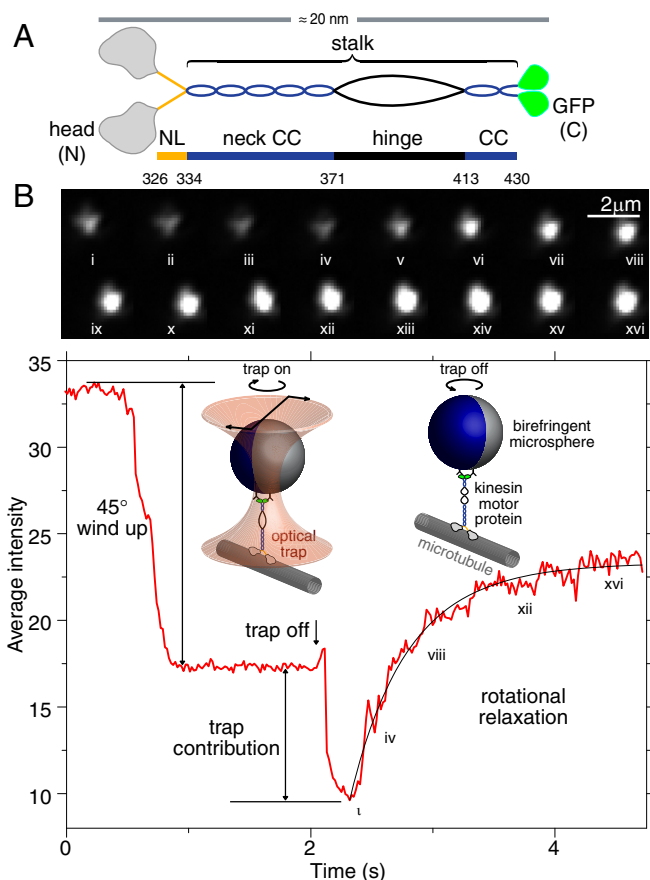 ≈ 20 nm
A
stalk
head
(N)
GFP
(C)
NL neck CC hinge CC
326 334 371 413 430
B
2μm
i ii iii iv v vi vii viii
ix x xi xii xiii xiv xv xvi
35
30
25
20
15
10
Average intensity
45°
wind up
trap on
optical
trap
trap off
birefringent
microsphere
kinesin
motor
protein
microtubule
trap off
trap
contribution
ι
iv
viii
xii
xvi
rotational
relaxation
0 2 4
Time (s)